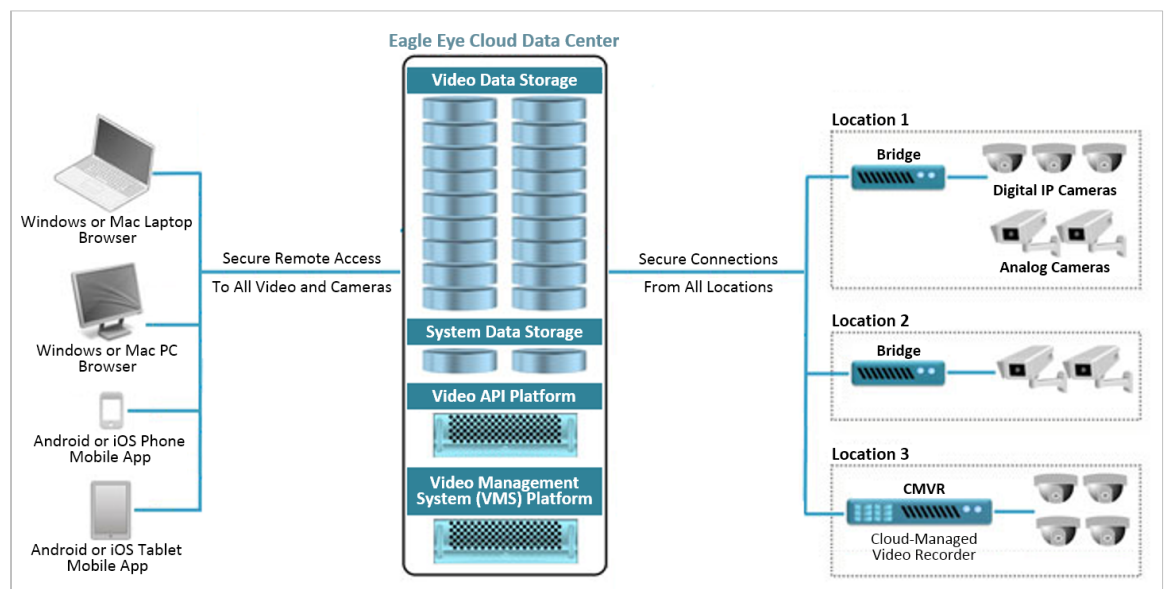 Eagle Eye Cloud Data Center
Video Data Storage
System Data Storage
Video API Platform
Video Management
System (VMS) Platform
Windows or Mac Laptop
Browser
Windows or Mac PC
Browser
Android or iOS Phone
Mobile App
Android or iOS Tablet
Mobile App
Secure Remote Access
To All Video and Cameras
Secure Connections
From All Locations
Location 1
Bridge
Digital IP Cameras
Analog Cameras
Location 2
Bridge
Location 3
CMVR
Cloud-Managed
Video Recorder